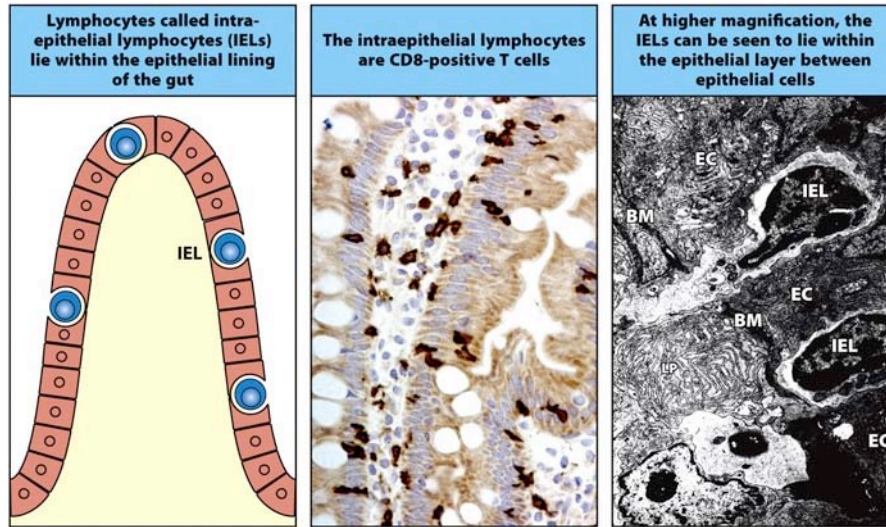 Lymphocytes called intra-
epithelial lymphocytes (IELs)
lie within the epithelial lining
of the gut
The intraepithelial lymphocytes
are CD8-positive T cells
At higher magnification, the
IELs can be seen to lie within
the epithelial layer between
epithelial cells
IEL
EC
IEL
BM
EC
BM
IEL
LP
EC